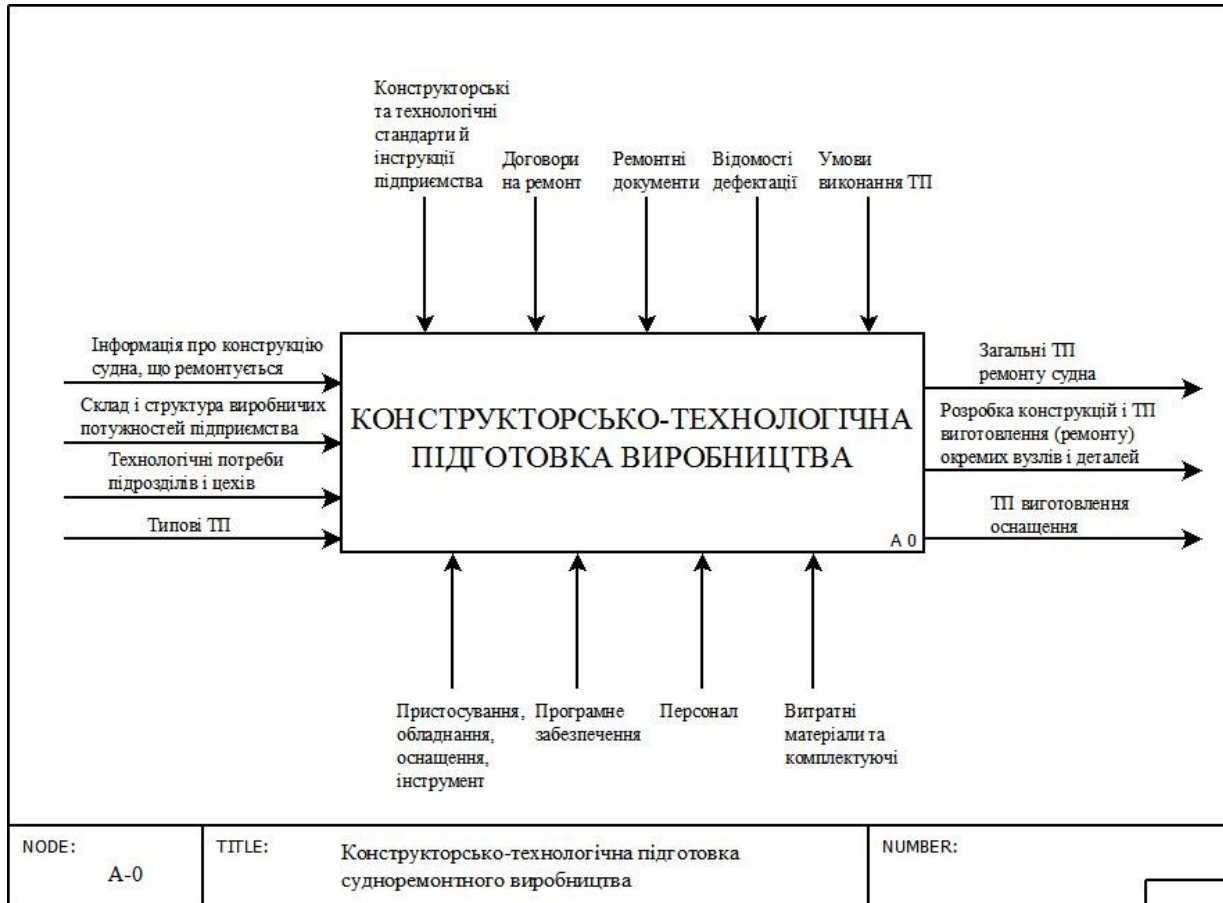 Конструкторські
та технологічні
стандарти й
інструкції
підприємства
Договори
на ремонт
Ремонтні
документи
Відомості
дефектації
Умови
виконання ТП
Інформація про конструкцію
судна, що ремонтується
Склад і структура виробничих
потужностей підприємства
Технологічні потреби
підрозділів і цехів
Типові ТП
КОНСТРУКТОРСЬКО-ТЕХНОЛОГІЧНА
ПІДГОТОВКА ВИРОБНИЦТВА
A 0
Загальні ТП
ремонту судна
Розробка конструкцій і ТП
виготовлення (ремонту)
окремих вузлів і деталей
ТП виготовлення
оснащення
Пристосування,
обладнання,
оснащення,
інструмент
Програмне
забезпечення
Персонал
Витратні
матеріали та
комплектуючі
NODE:
A-0
TITLE:
Конструкторсько-технологічна підготовка
судноремонтного виробництва
NUMBER: